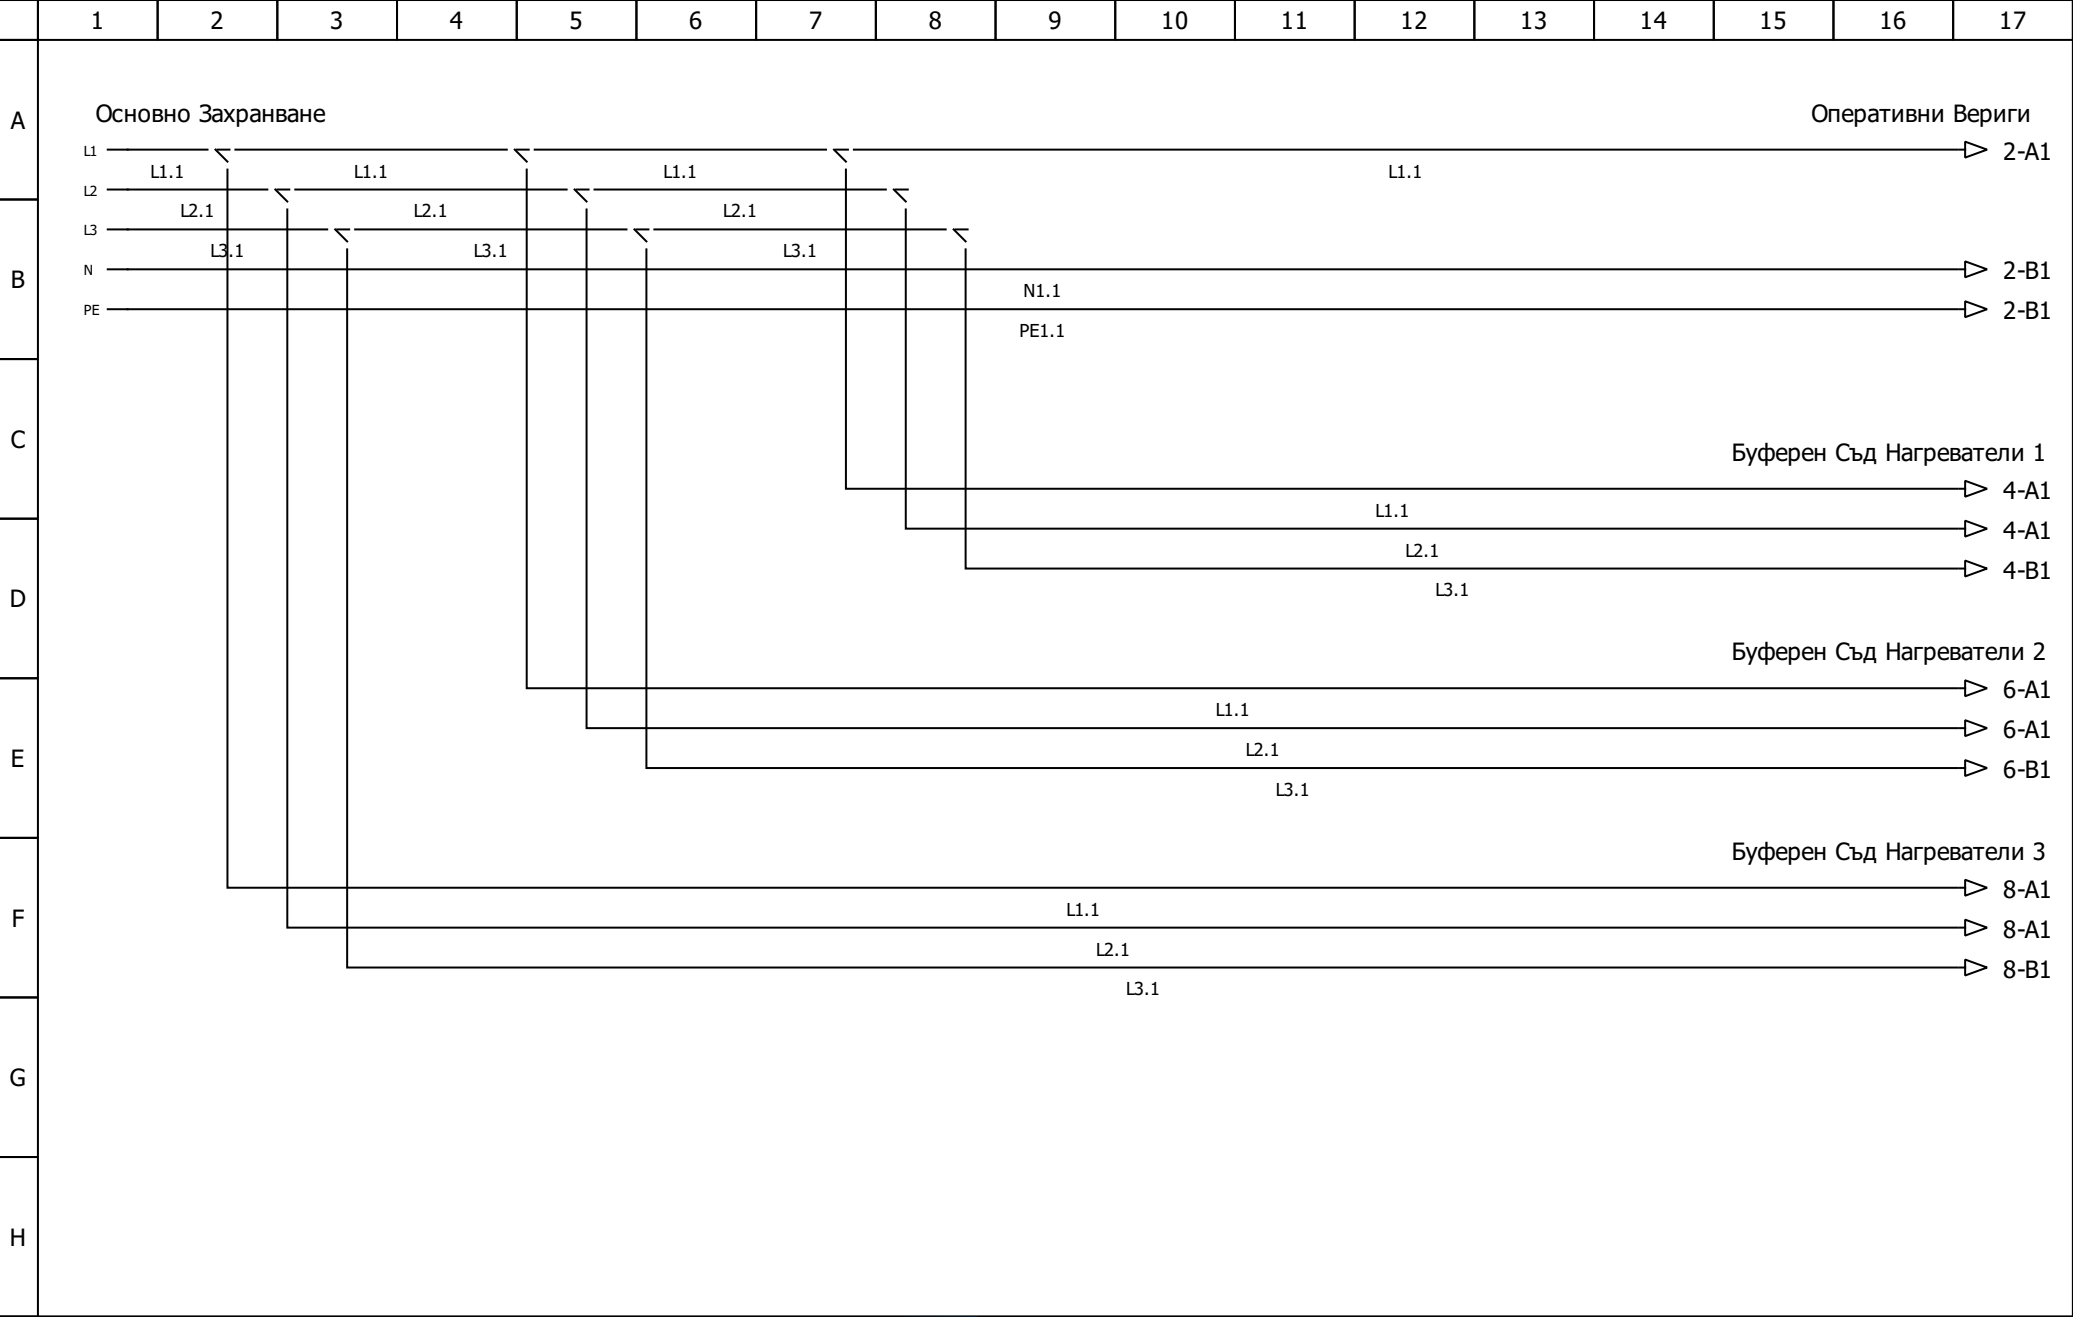 1 2 3 4 5 6 7 8 9 10 11 12 13 14 15 16 17
A
Основно Захранване Оперативни Вериги
L1 2-A1
L1.1 L1.1 L1.1 L1.1
L2
L2.1 L2.1 L2.1
L3
L3.1 L3.1 L3.1
B
N 2-B1
N1.1
PE 2-B1
PE1.1
C
Буферен Съд Нагреватели 1
4-A1
L1.1
4-A1
L2.1
4-B1
L3.1
D
Буферен Съд Нагреватели 2
6-A1
L1.1
6-A1
L2.1
E
6-B1
L3.1
Буферен Съд Нагреватели 3
8-A1
L1.1
F
8-A1
L2.1
8-B1
L3.1
G
H